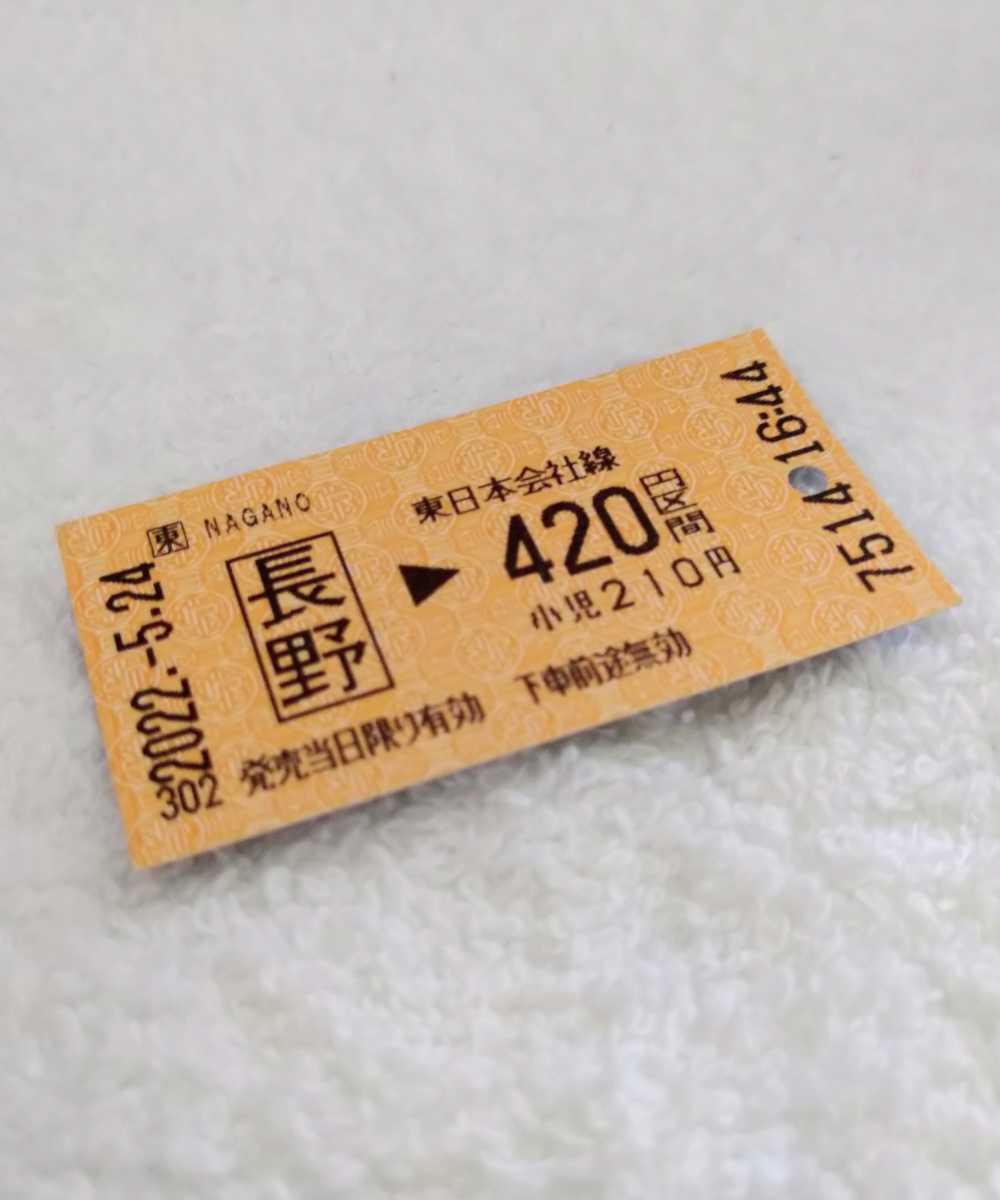 東 NAGANO
東日本会社線
長野
▶ 420円区間
小児210円
発売当日限り有効 下車前途無効
2022.-5.24
302
7514 16:44